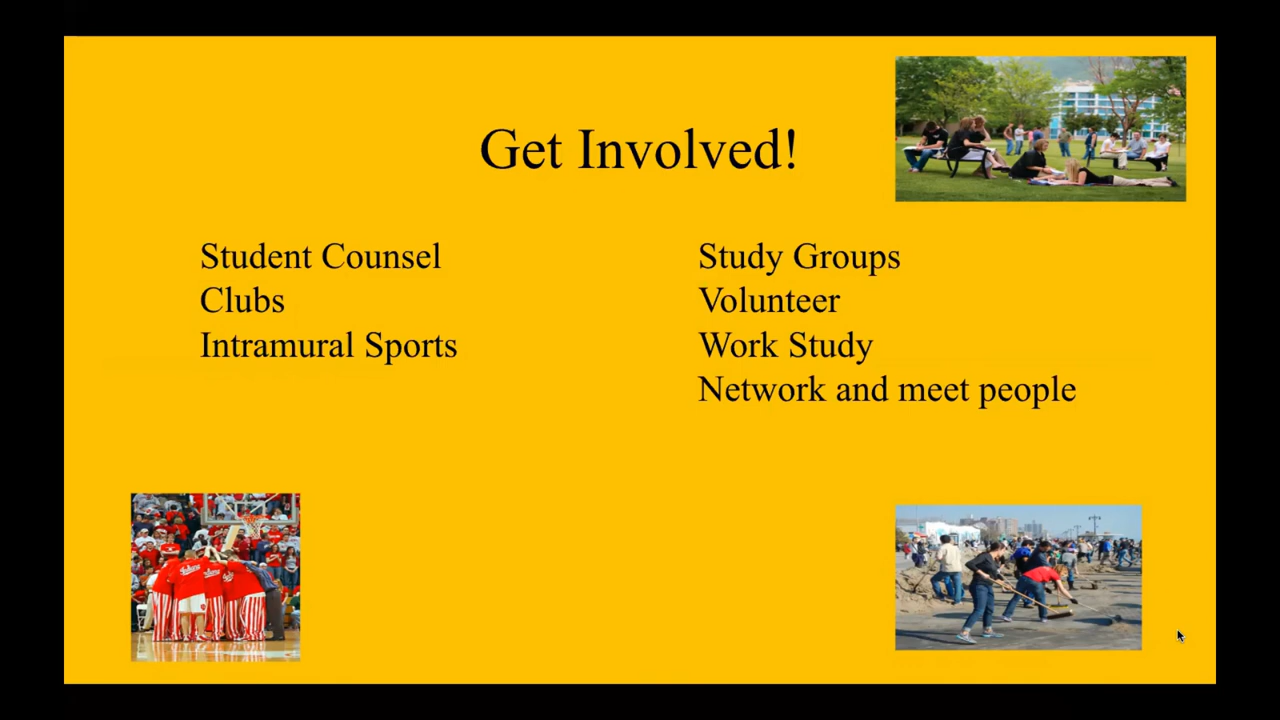 Get Involved!
Student Counsel
Clubs
Intramural Sports
Study Groups
Volunteer
Work Study
Network and meet people